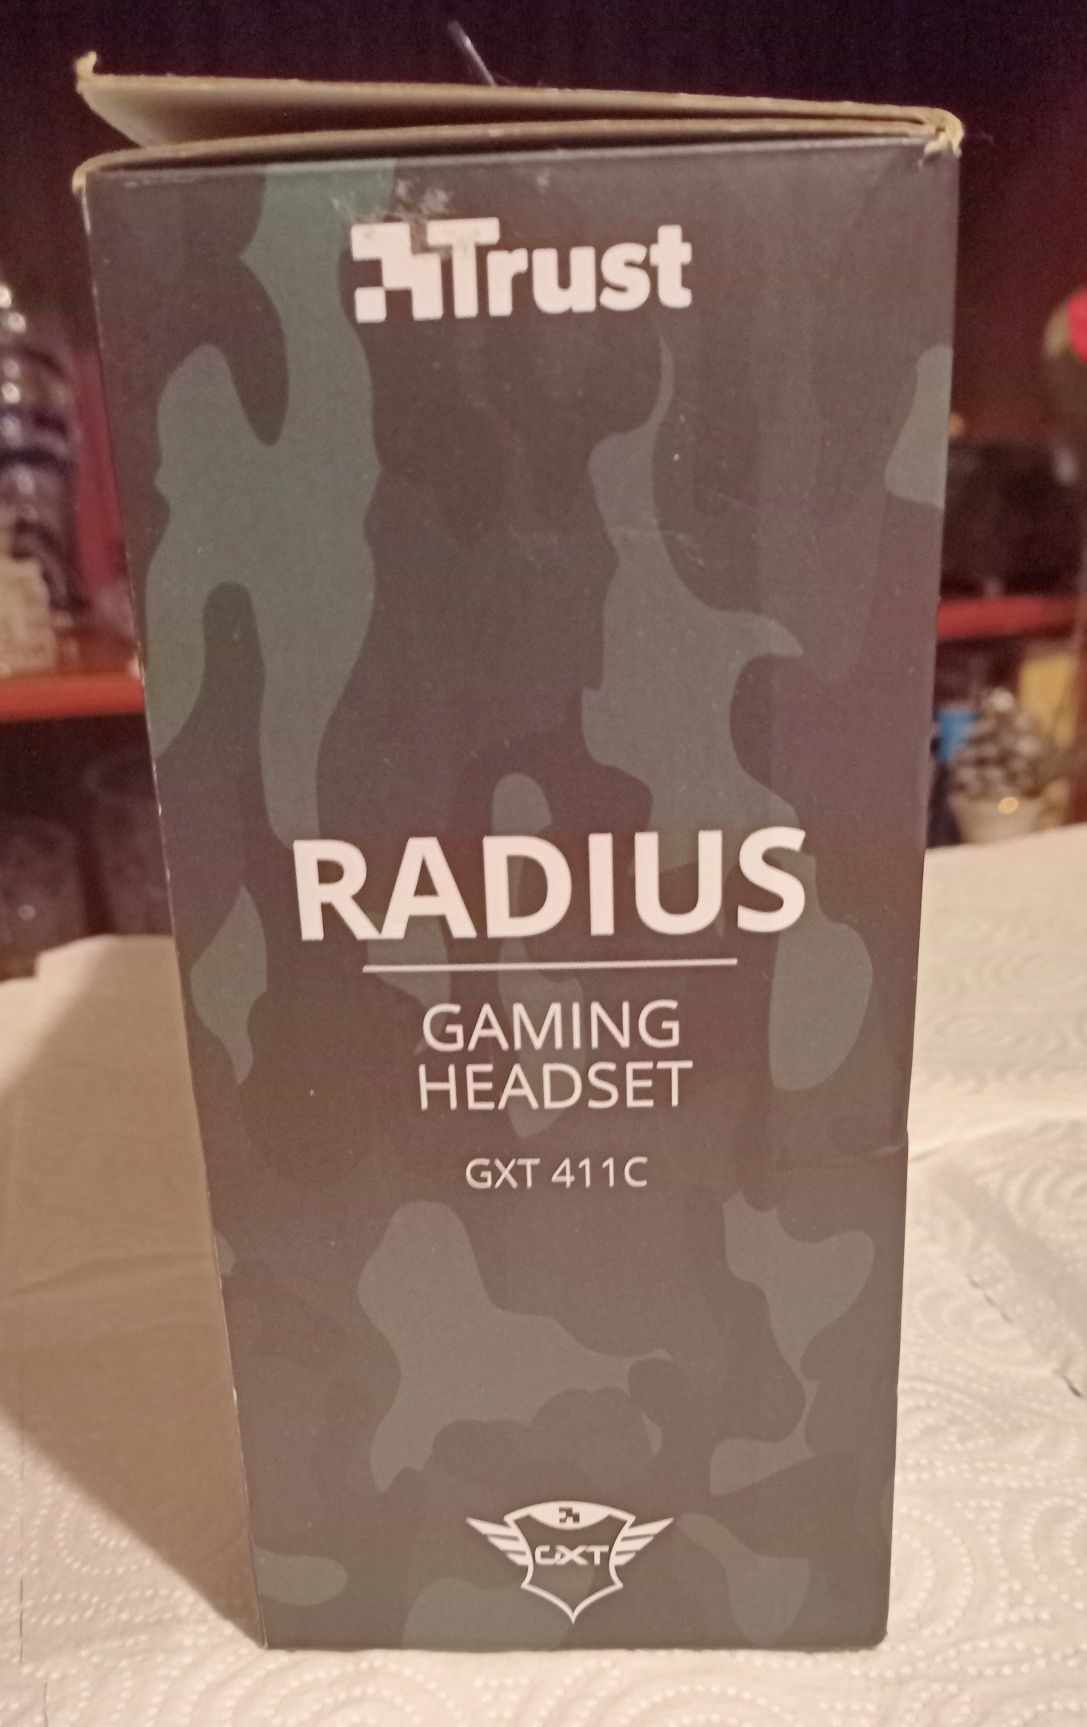 Trust
RADIUS
GAMING
HEADSET
GXT 411C
GXT